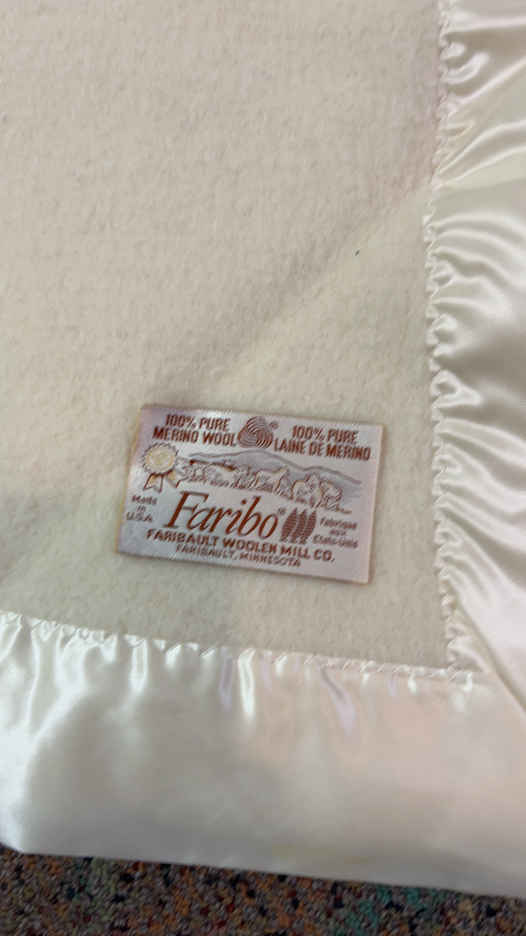 100% PURE
MERINO WOOL
100% PURE
LAINE DE MERINO
Made
in
U.S.A.
Faribo®
Fabriqué
aux
Etats-Unis
FARIBAULT WOOLEN MILL CO.
FARIBAULT, MINNESOTA